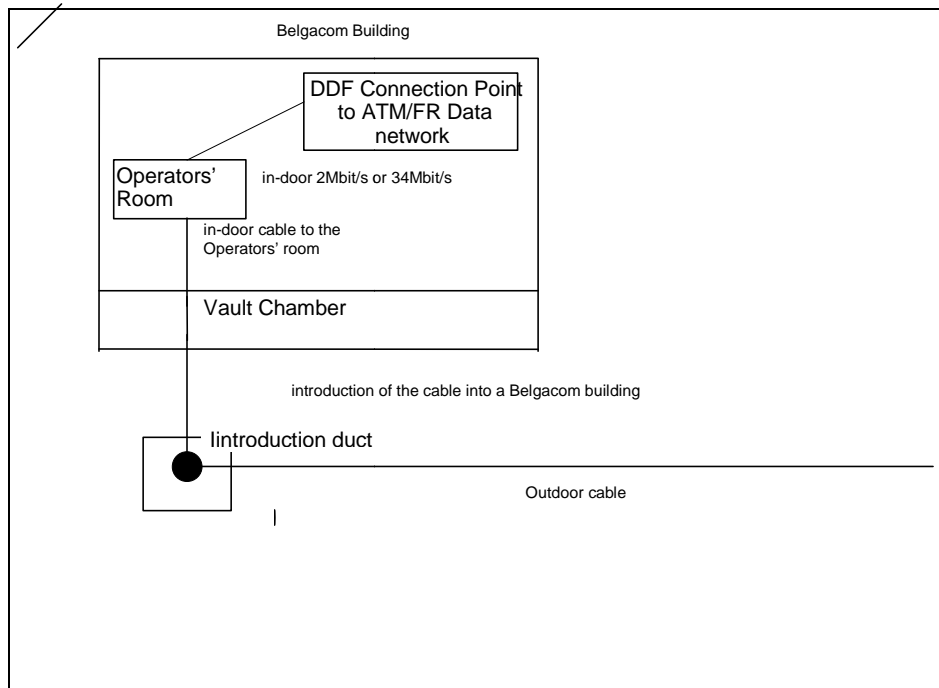 Belgacom Building
DDF Connection Point
to ATM/FR Data
network
Operators'
Room
in-door 2Mbit/s or 34Mbit/s
in-door cable to the
Operators' room
Vault Chamber
introduction of the cable into a Belgacom building
Iintroduction duct
Outdoor cable